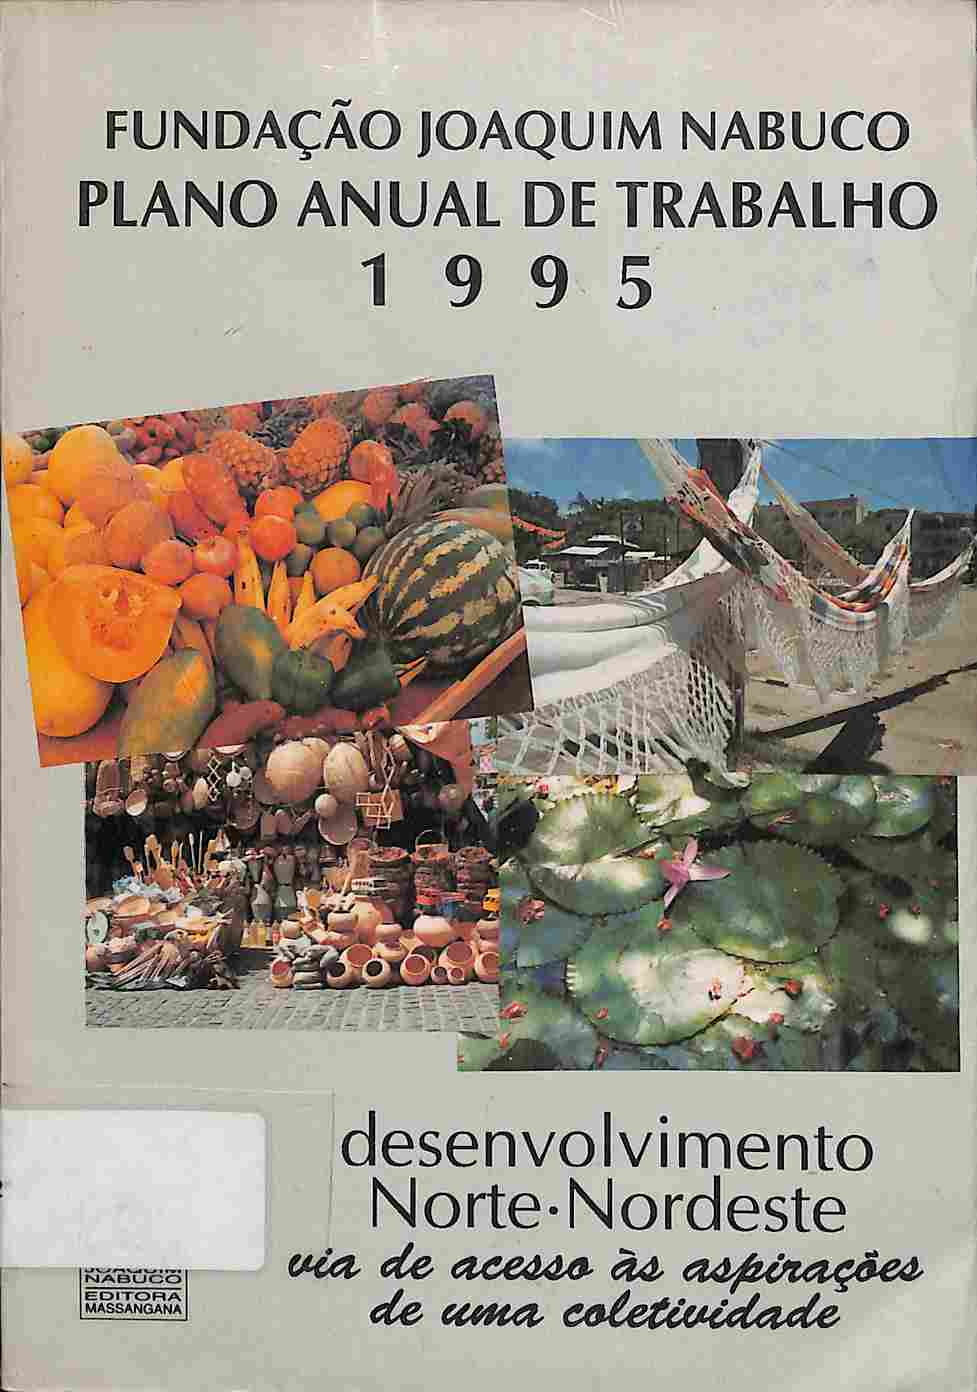 FUNDAÇÃO JOAQUIM NABUCO
PLANO ANUAL DE TRABALHO
1995
desenvolvimento
Norte·Nordeste
via de acesso às aspirações
de uma coletividade
JOAQUIM
NABUCO
EDITORA
MASSANGANA